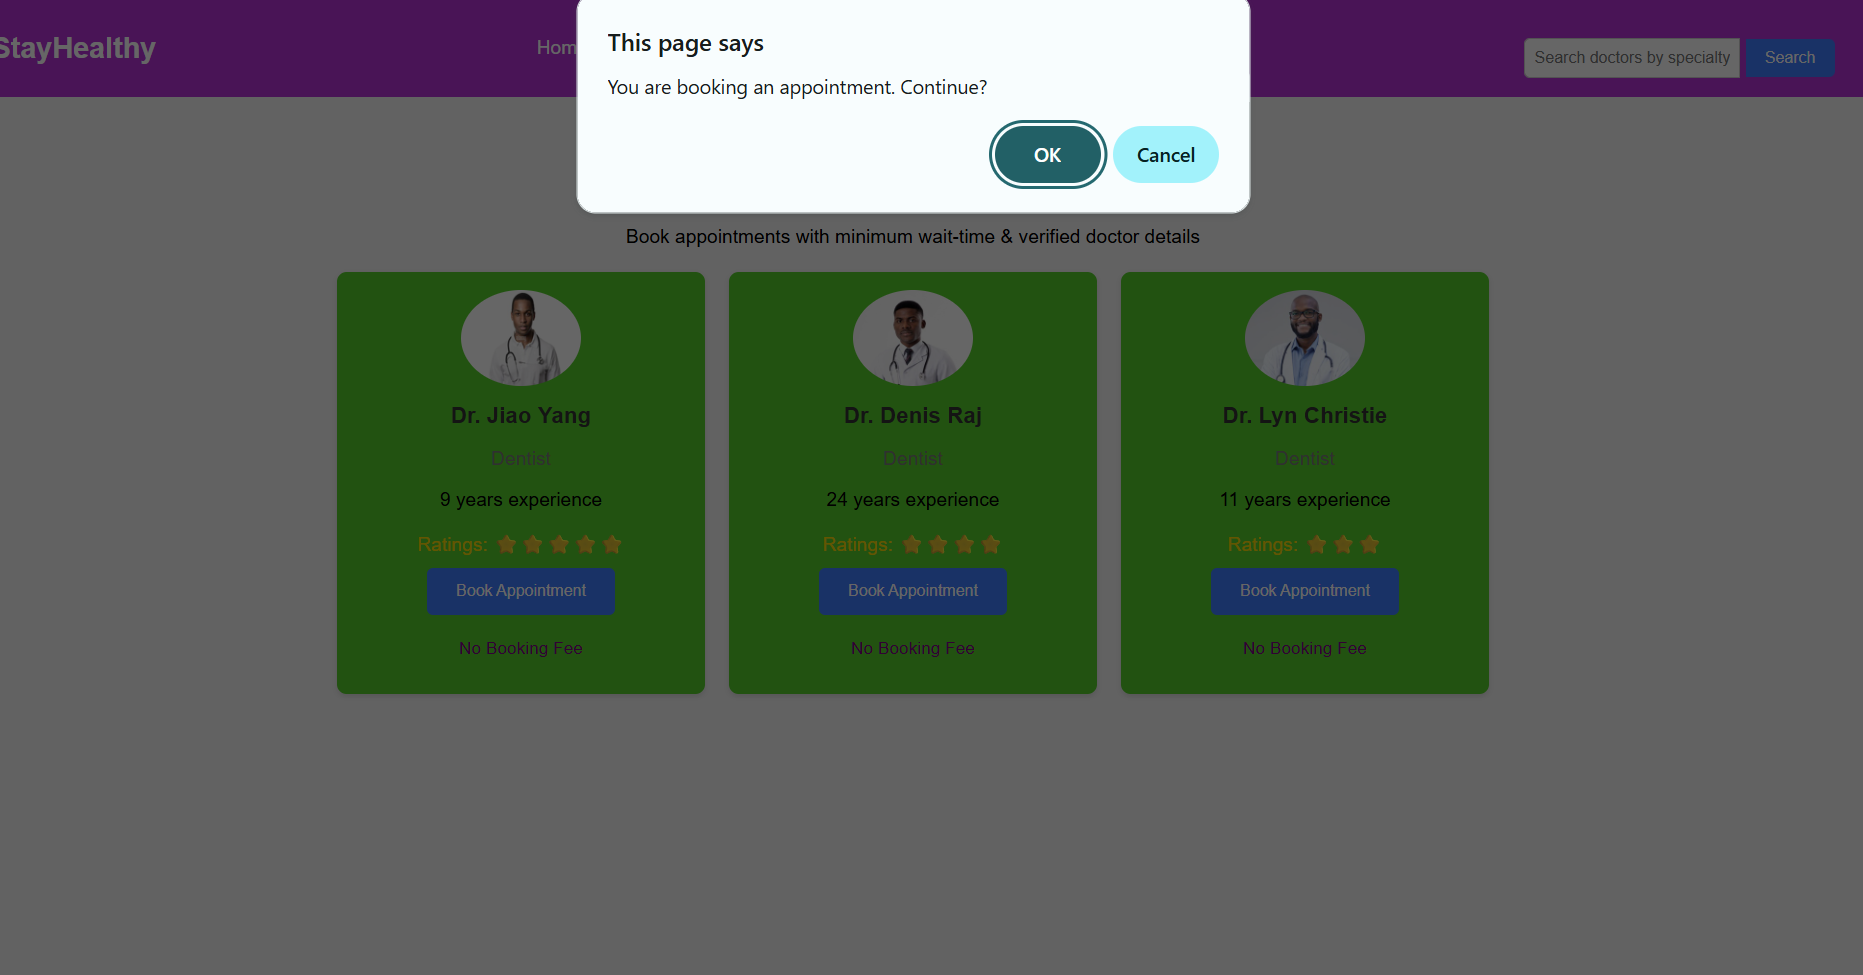 StayHealthy
Hom
This page says
You are booking an appointment. Continue?
OK
Cancel
Search doctors by specialty
Search
Book appointments with minimum wait-time & verified doctor details
Dr. Jiao Yang
Dentist
9 years experience
Ratings:
Book Appointment
No Booking Fee
Dr. Denis Raj
Dentist
24 years experience
Ratings:
Book Appointment
No Booking Fee
Dr. Lyn Christie
Dentist
11 years experience
Ratings:
Book Appointment
No Booking Fee